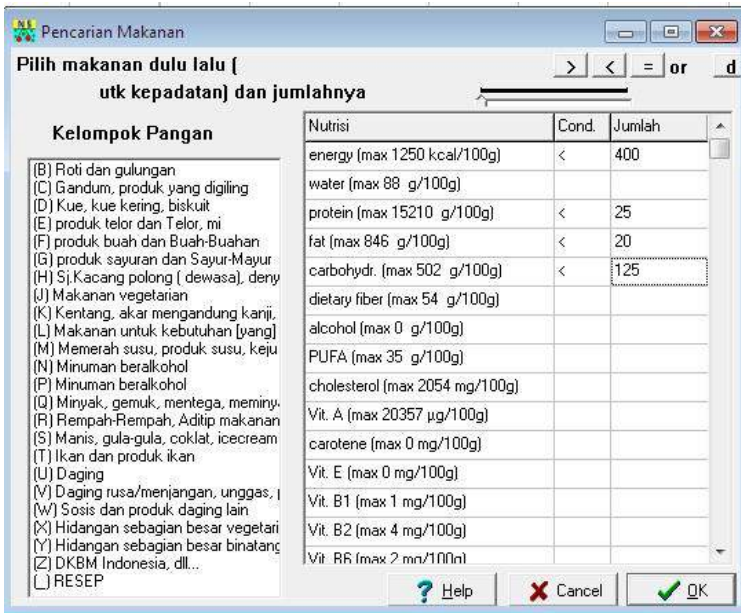 Pencarian Makanan
Pilih makanan dulu lalu (
utk kepadatan) dan jumlahnya
> < = or d
Kelompok Pangan
(B) Roti dan gulungan
(C) Gandum, produk yang digiling
(D) Kue, kue kering, biskuit
(E) produk telor dan Telor, mi
(F) produk buah dan Buah-Buahan
(G) produk sayuran dan Sayur-Mayur
(H) Sj.Kacang polong ( dewasa), deny
(J) Makanan vegetarian
(K) Kentang, akar mengandung kanji,
(L) Makanan untuk kebutuhan [yang]
(M) Memerah susu, produk susu, keju
(N) Minuman beralkohol
(P) Minuman beralkohol
(Q) Minyak, gemuk, mentega, meminy
(R) Rempah-Rempah, Aditip makanan
(S) Manis, gula-gula, coklat, icecream
(T) Ikan dan produk ikan
(U) Daging
(V) Daging rusa/menjangan, unggas,
(W) Sosis dan produk daging lain
(X) Hidangan sebagian besar vegetari
(Y) Hidangan sebagian besar binatang
(Z) DKBM Indonesia, dll...
(_) RESEP
Nutrisi Cond. Jumlah
energy (max 1250 kcal/100g) < 400
water (max 88 g/100g)
protein (max 15210 g/100g) < 25
fat (max 846 g/100g) < 20
carbohydr. (max 502 g/100g) < 125
dietary fiber (max 54 g/100g)
alcohol (max 0 g/100g)
PUFA (max 35 g/100g)
cholesterol (max 2054 mg/100g)
Vit. A (max 20357 µg/100g)
carotene (max 0 mg/100g)
Vit. E (max 0 mg/100g)
Vit. B1 (max 1 mg/100g)
Vit. B2 (max 4 mg/100g)
Vit. B6 (max 2 mg/100g)
? Help Cancel OK